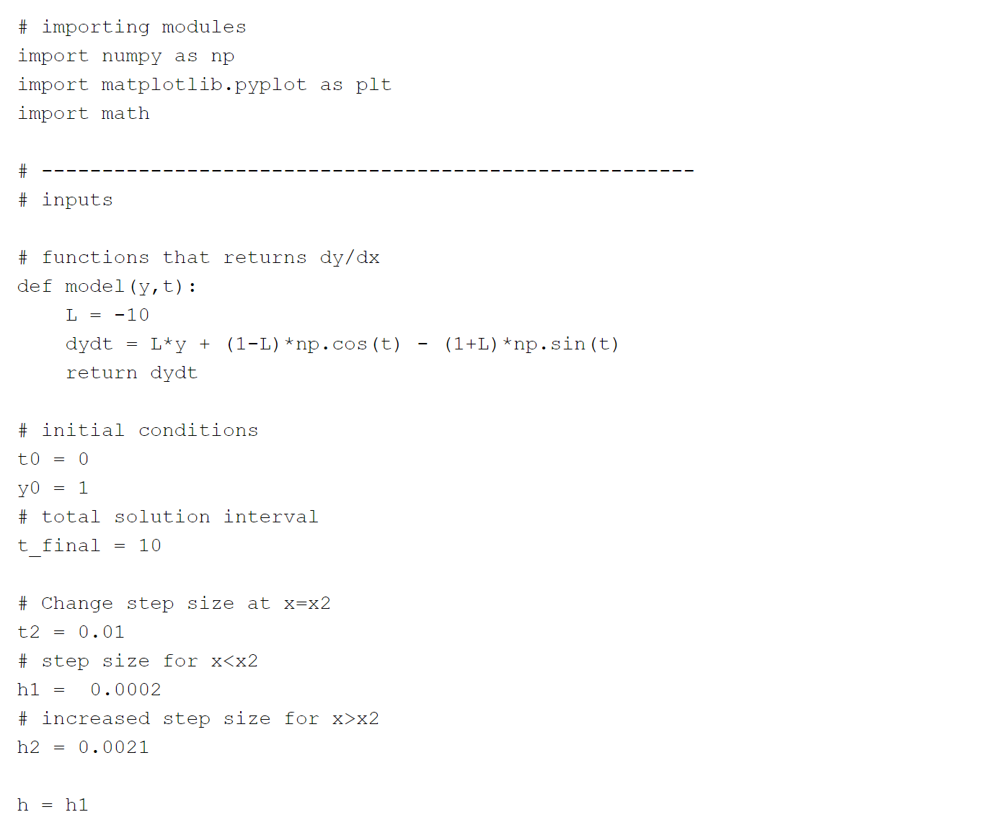 # importing modules
import numpy as np
import matplotlib.pyplot as plt
import math
# ------------------------------------------------------
# inputs
# functions that returns dy/dx
def model(y,t):
    L = -10
    dydt = L*y + (1-L)*np.cos(t) - (1+L)*np.sin(t)
    return dydt
# initial conditions
t0 = 0
y0 = 1
# total solution interval
t_final = 10
# Change step size at x=x2
t2 = 0.01
# step size for x<x2
h1 =  0.0002
# increased step size for x>x2
h2 = 0.0021
h = h1